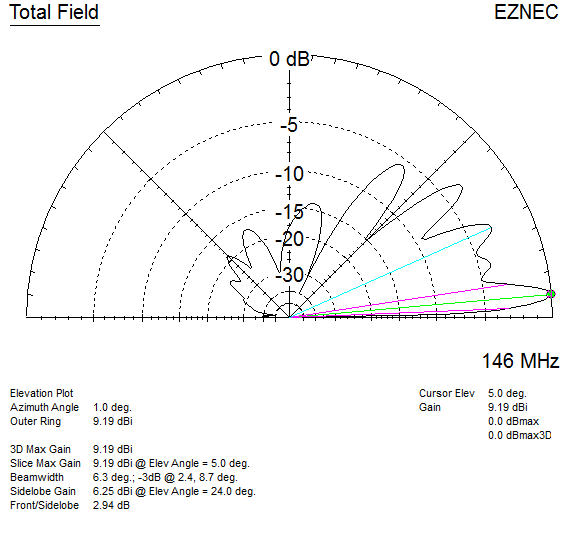 Total Field
EZNEC
0 dB
-5
-10
-15
-20
-30
146 MHz
Elevation Plot
Azimuth Angle 1.0 deg.
Outer Ring 9.19 dBi
3D Max Gain 9.19 dBi
Slice Max Gain 9.19 dBi @ Elev Angle = 5.0 deg.
Beamwidth 6.3 deg.; -3dB @ 2.4, 8.7 deg.
Sidelobe Gain 6.25 dBi @ Elev Angle = 24.0 deg.
Front/Sidelobe 2.94 dB
Cursor Elev 5.0 deg.
Gain 9.19 dBi
0.0 dBmax
0.0 dBmax3D